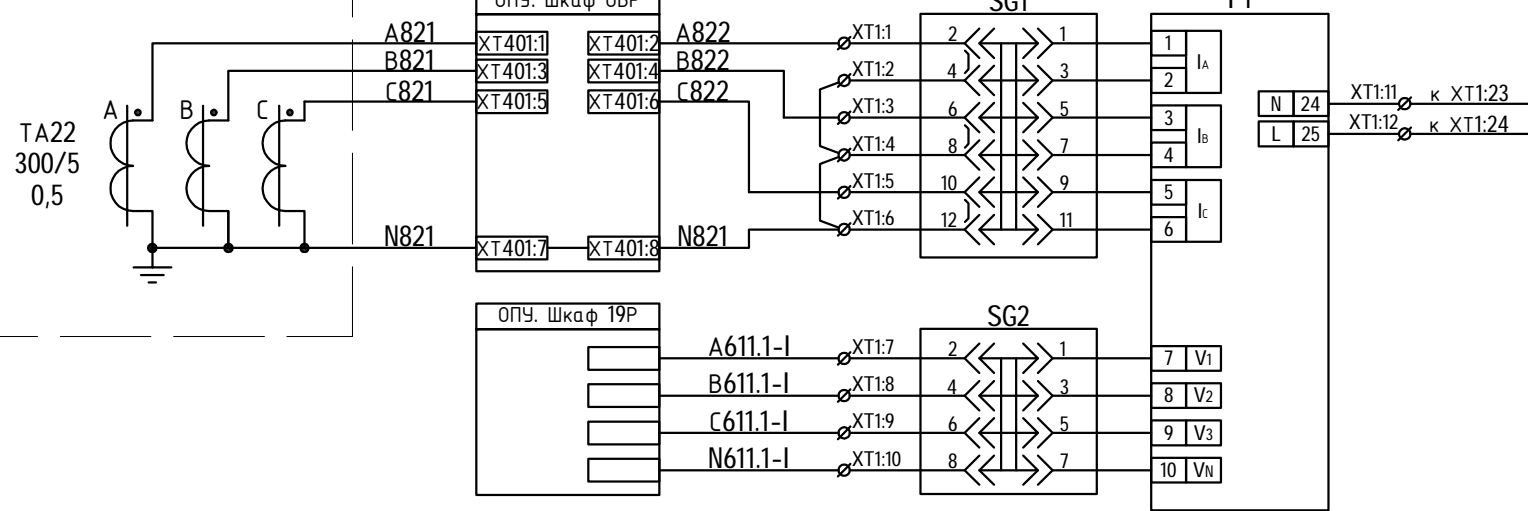 SG1
A821 XT401:1 XT401:2 A822 XT1:1 2 1 1 IA
B821 XT401:3 XT401:4 B822 XT1:2 4 3 2
C821 XT401:5 XT401:6 C822 XT1:3 6 5 3 IB
XT1:4 8 7 4
XT1:5 10 9 5 IC
XT1:6 12 11 6
N821 XT401:7 XT401:8 N821
A B C
TA22
300/5
0,5
N 24 XT1:11 к XT1:23
L 25 XT1:12 к XT1:24
ОПУ. Шкаф 19Р
SG2
A611.1-I XT1:7 2 1 7 V1
B611.1-I XT1:8 4 3 8 V2
C611.1-I XT1:9 6 5 9 V3
N611.1-I XT1:10 8 7 10 VN